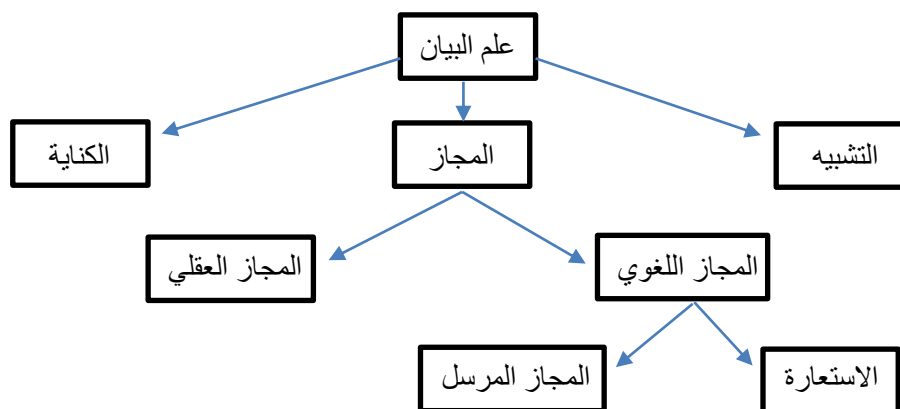 علم البيان
التشبيه
المجاز
الكناية
المجاز اللغوي
المجاز العقلي
الاستعارة
المجاز المرسل